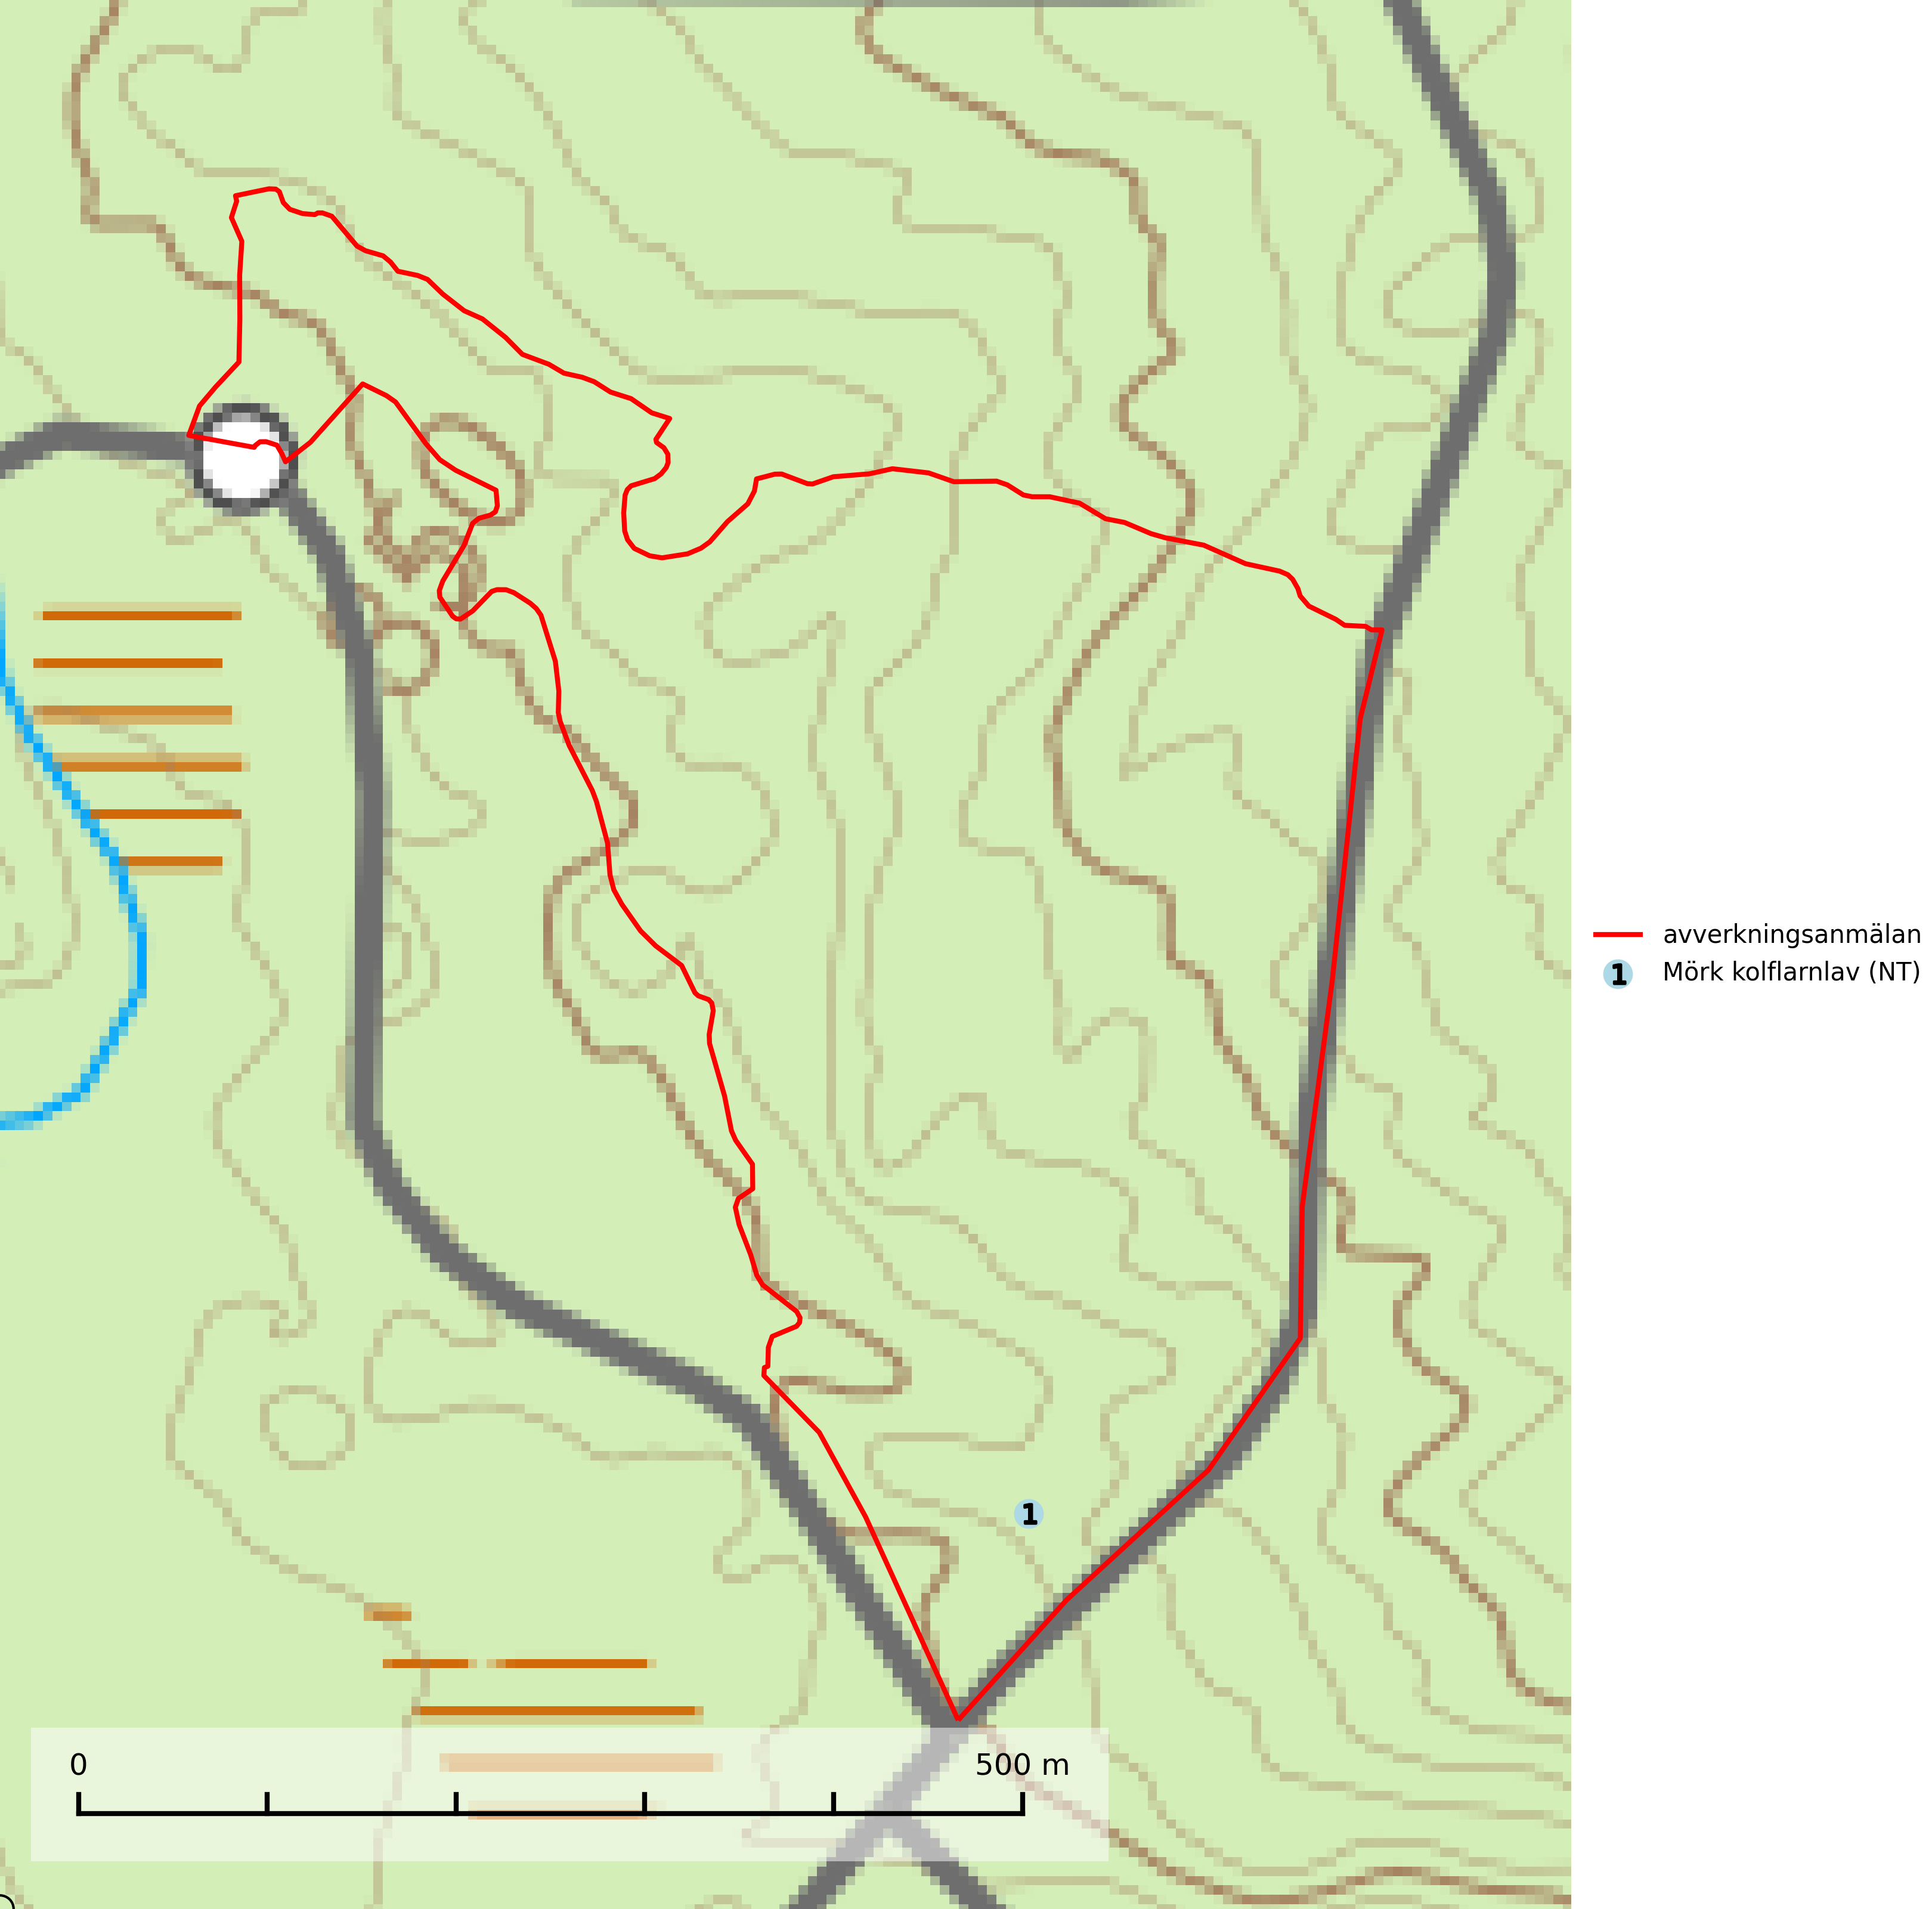 avverkningsanmälan
1 Mörk kolflarnlav (NT)
1
0 500 m